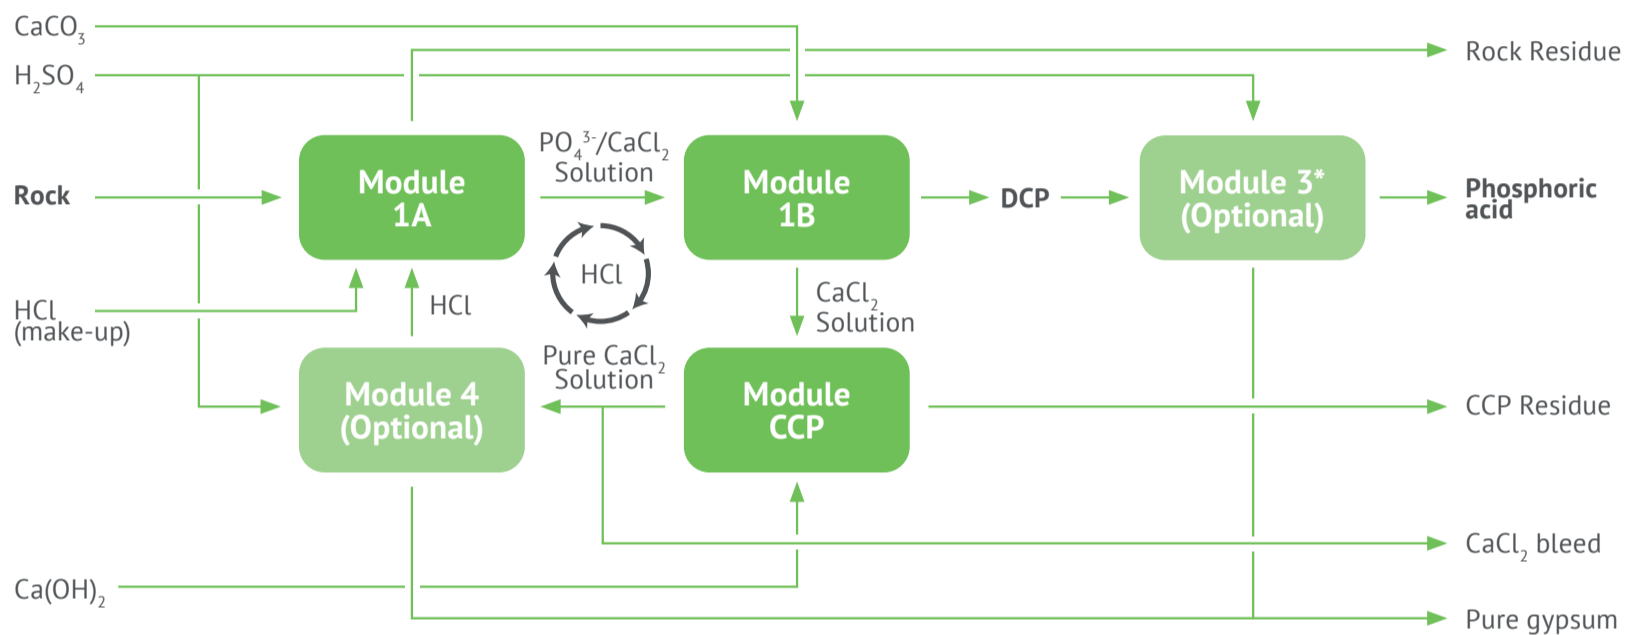 CaCO₃
H₂SO₄
Rock Residue
PO₄³⁻/CaCl₂
Solution
Module
1A
Module
1B
Module 3*
(Optional)
Rock
DCP
Phosphoric
acid
HCl
HCl
(make-up)
HCl
CaCl₂
Solution
Pure CaCl₂
Solution
Module 4
(Optional)
Module
CCP
CCP Residue
CaCl₂ bleed
Ca(OH)₂
Pure gypsum